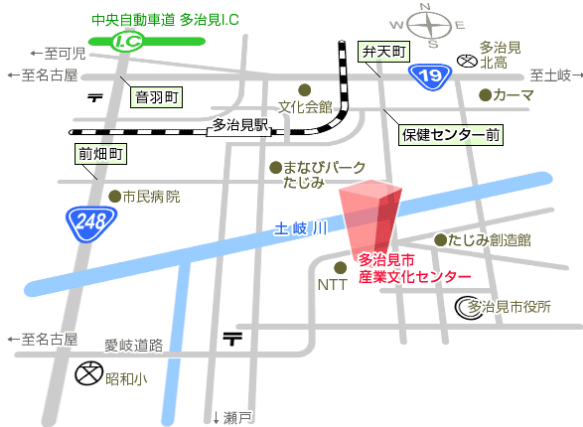 中央自動車道 多治見I.C
I.C
N
W
E
S
←至可児
←至名古屋
音羽町
弁天町
19
多治見
北高
至土岐→
カーマ
文化会館
多治見駅
保健センター前
前畑町
まなびパーク
たじみ
市民病院
248
土岐川
たじみ創造館
多治見市
産業文化センター
NTT
多治見市役所
←至名古屋
愛岐道路
昭和小
↓瀬戸